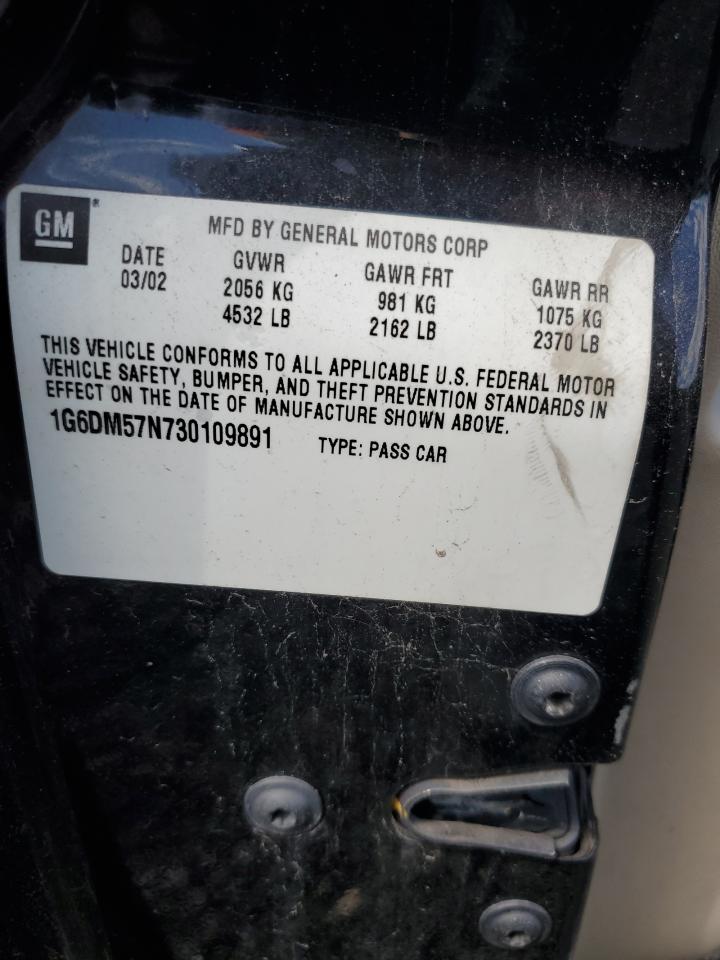 GM®
MFD BY GENERAL MOTORS CORP
DATE GVWR GAWR FRT GAWR RR
03/02 2056 KG 981 KG 1075 KG
4532 LB 2162 LB 2370 LB
THIS VEHICLE CONFORMS TO ALL APPLICABLE U.S. FEDERAL MOTOR
VEHICLE SAFETY, BUMPER, AND THEFT PREVENTION STANDARDS IN
EFFECT ON THE DATE OF MANUFACTURE SHOWN ABOVE.
1G6DM57N730109891 TYPE: PASS CAR